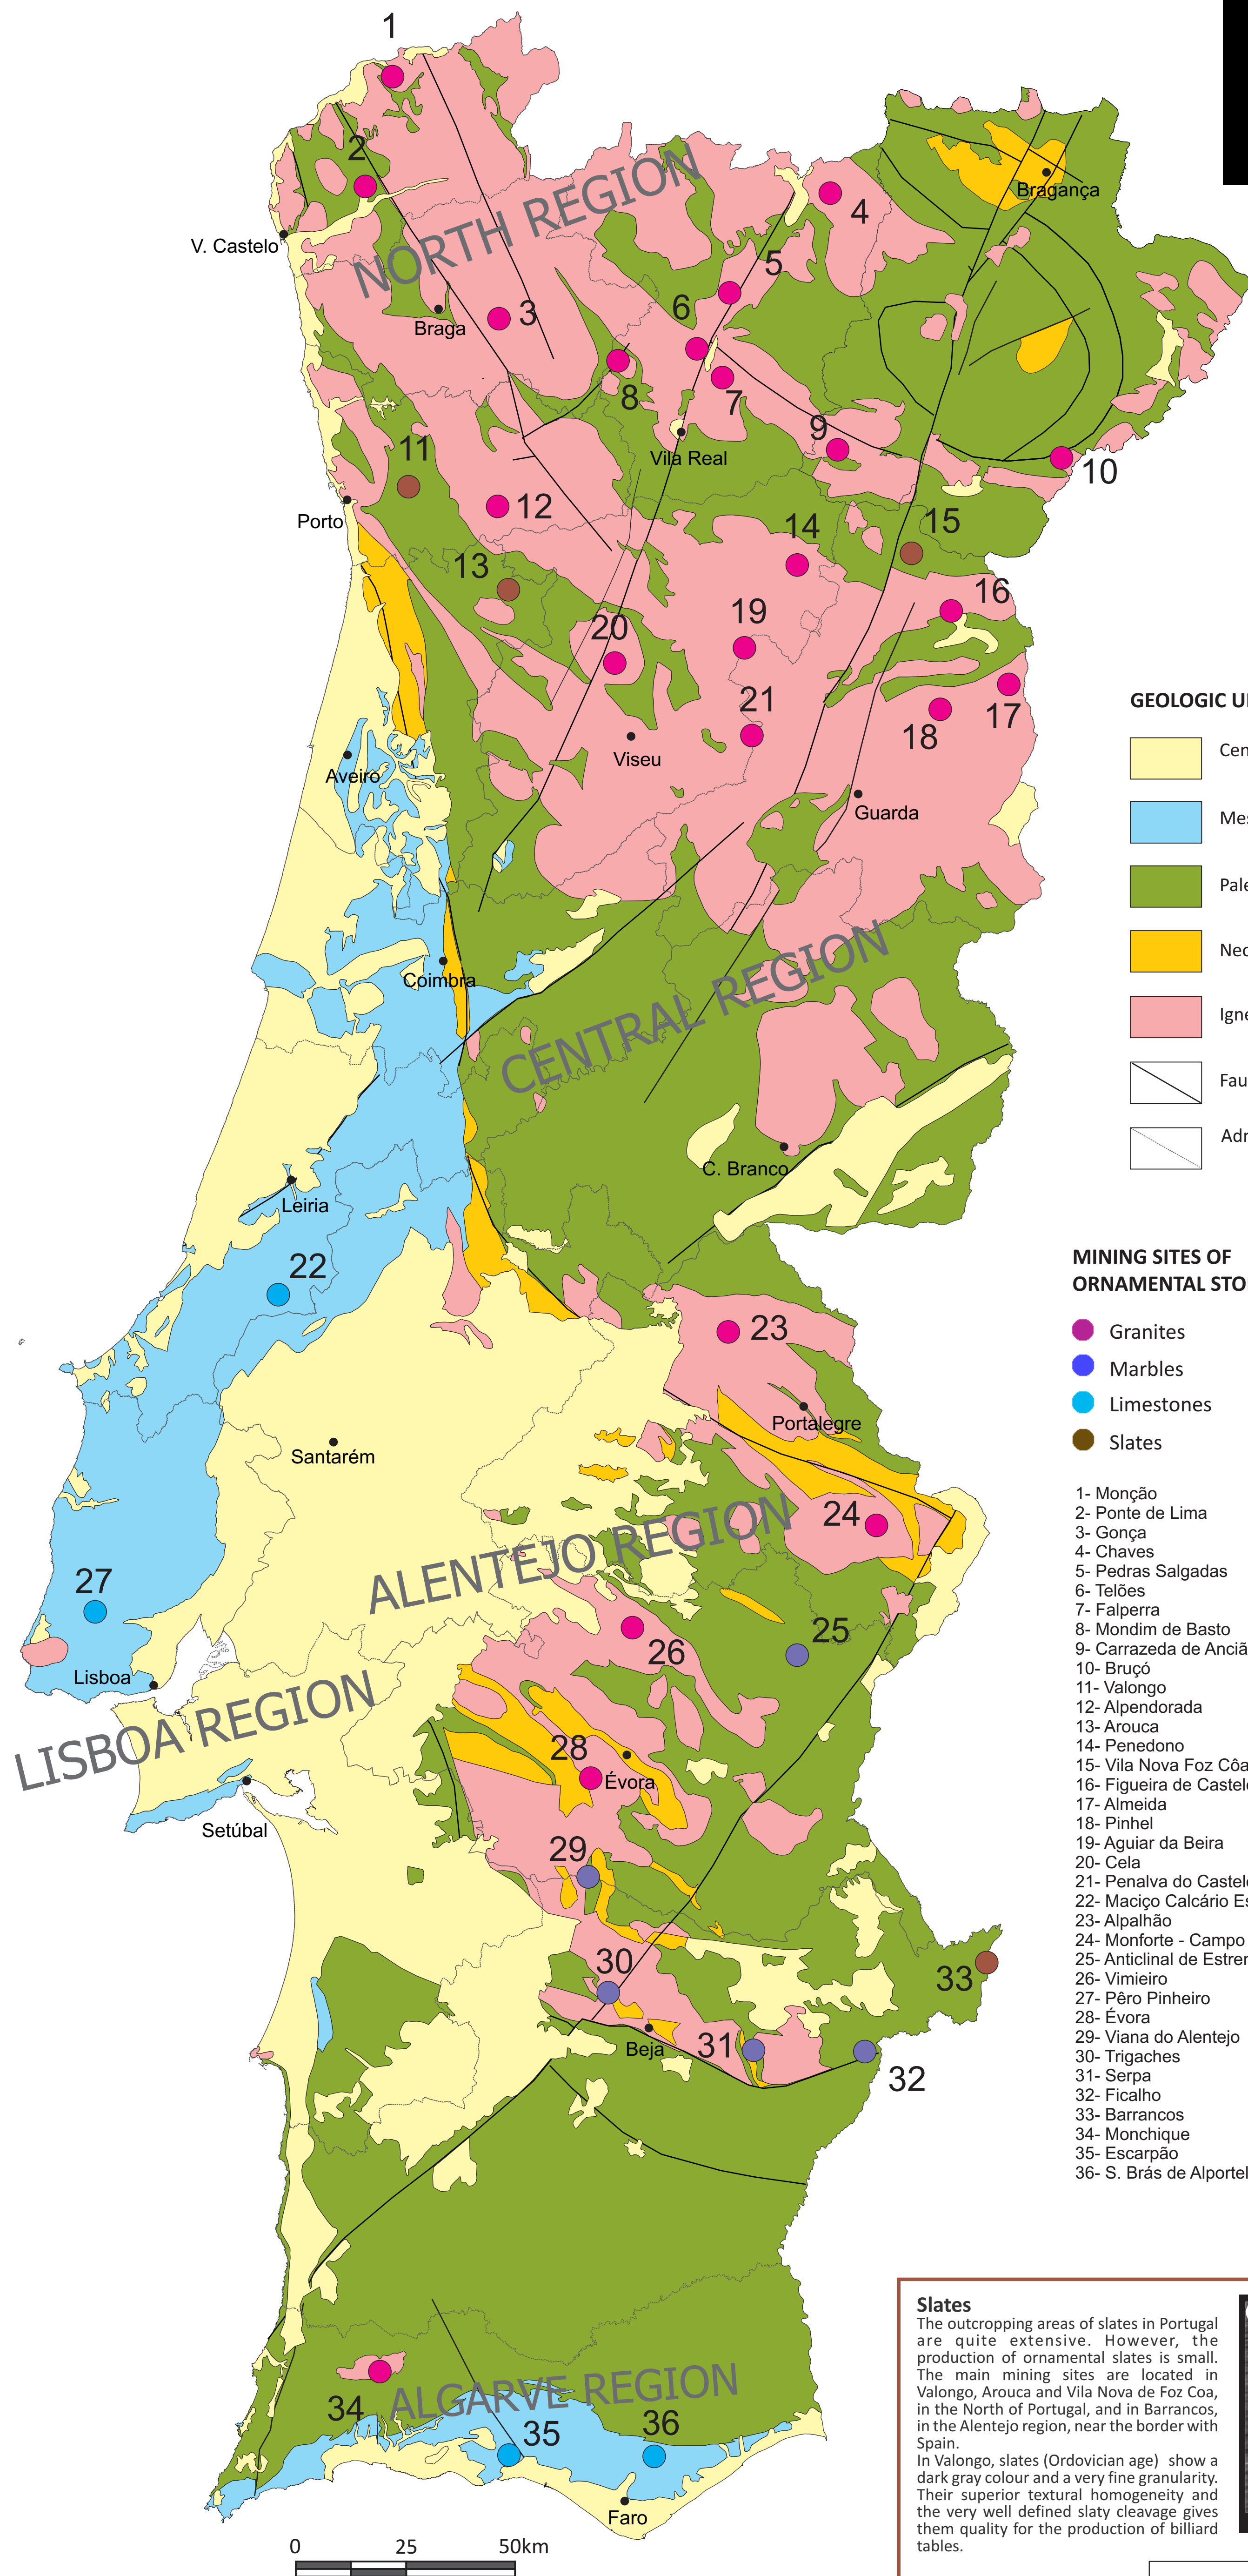 1
2
NORTH REGION
Bragança
4
V. Castelo
5
6
3
Braga
8
7
9
Vila Real
11
10
12
Porto
14
15
13
16
19
20
21
17
18
Viseu
Aveiro
Guarda
Coimbra
CENTRAL REGION
C. Branco
Leiria
22
23
Portalegre
Santarém
24
ALENTEJO REGION
27
25
26
Lisboa
LISBOA REGION
28
Évora
Setúbal
29
30
33
Beja
31
32
34
ALGARVE REGION
35
36
Faro
0 25 50km
GEOLOGIC U
Cen
Mes
Pale
Neo
Igne
Fau
Adr
MINING SITES OF
ORNAMENTAL STO
Granites
Marbles
Limestones
Slates
1- Monção
2- Ponte de Lima
3- Gonça
4- Chaves
5- Pedras Salgadas
6- Telões
7- Falperra
8- Mondim de Basto
9- Carrazeda de Anciã
10- Bruçó
11- Valongo
12- Alpendorada
13- Arouca
14- Penedono
15- Vila Nova Foz Côa
16- Figueira de Castel
17- Almeida
18- Pinhel
19- Aguiar da Beira
20- Cela
21- Penalva do Castel
22- Maciço Calcário Es
23- Alpalhão
24- Monforte - Campo
25- Anticlinal de Estre
26- Vimieiro
27- Pêro Pinheiro
28- Évora
29- Viana do Alentejo
30- Trigaches
31- Serpa
32- Ficalho
33- Barrancos
34- Monchique
35- Escarpão
36- S. Brás de Alportel
Slates
The outcropping areas of slates in Portugal
are quite extensive. However, the
production of ornamental slates is small.
The main mining sites are located in
Valongo, Arouca and Vila Nova de Foz Coa,
in the North of Portugal, and in Barrancos,
in the Alentejo region, near the border with
Spain.
In Valongo, slates (Ordovician age) show a
dark gray colour and a very fine granularity.
Their superior textural homogeneity and
the very well defined slaty cleavage gives
them quality for the production of billiard
tables.